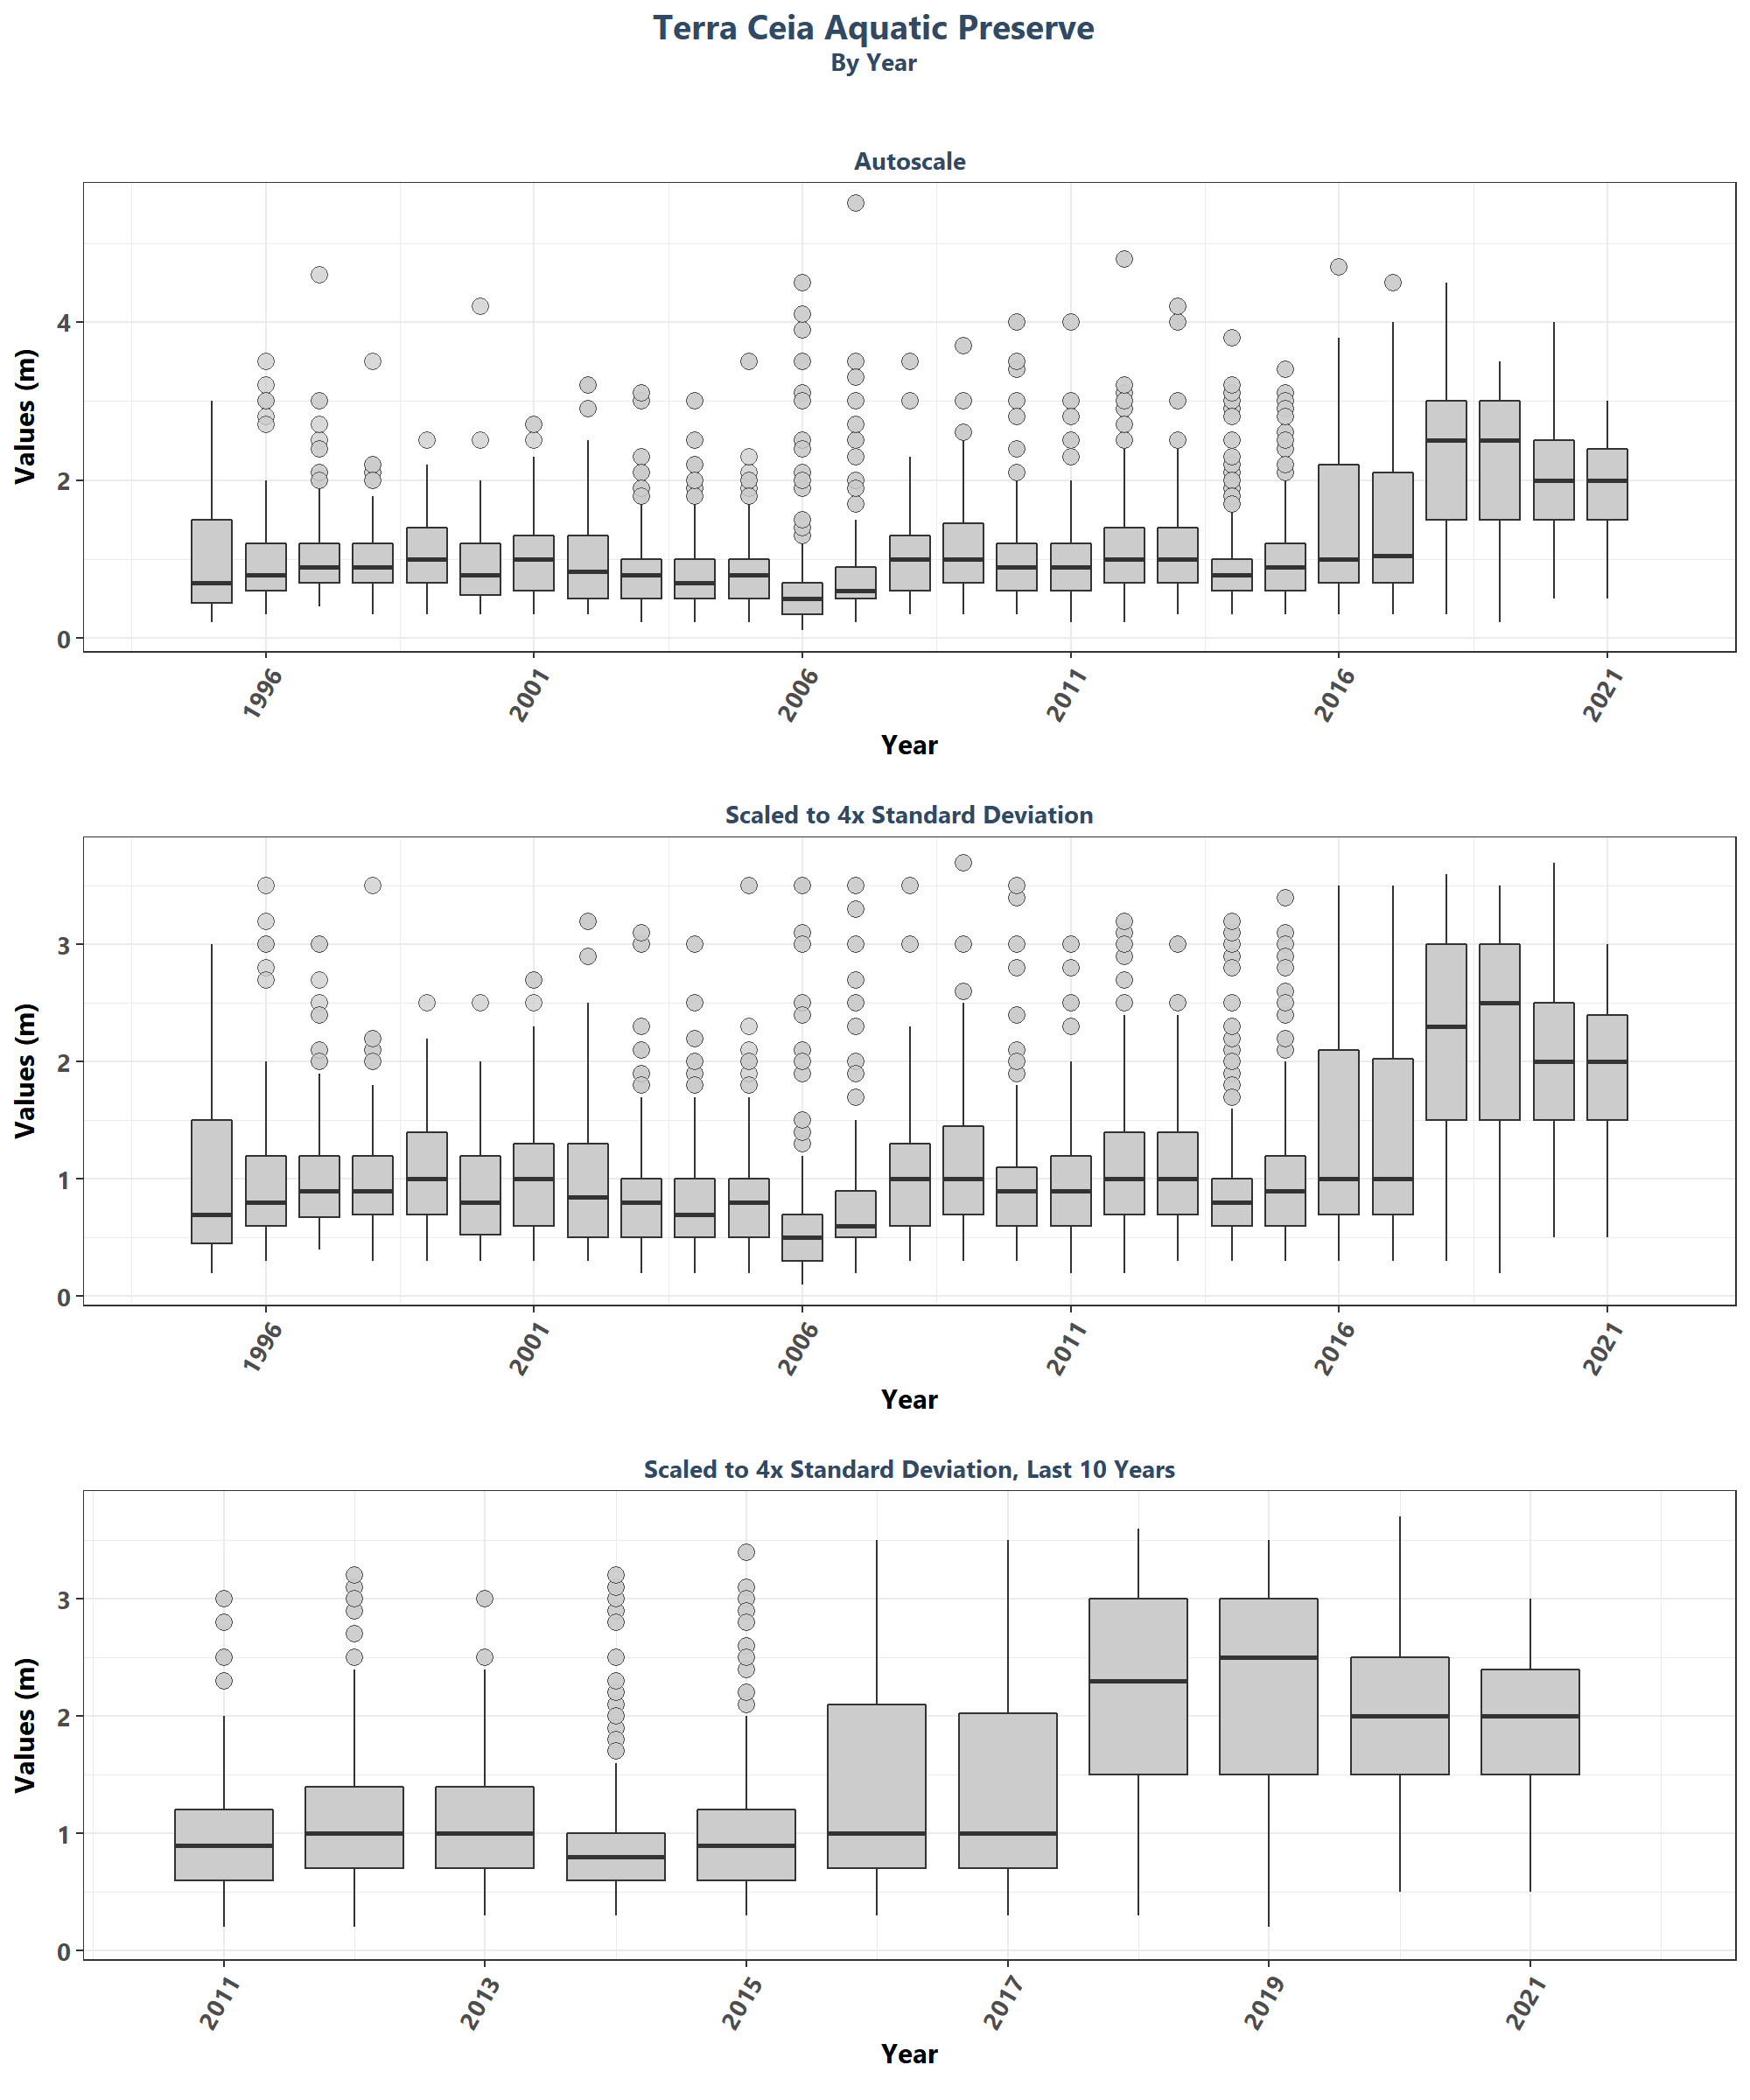 Terra Ceia Aquatic Preserve
By Year
Autoscale
Values (m)
4
2
0
1996 2001 2006 2011 2016 2021
Year
Scaled to 4x Standard Deviation
Values (m)
3
2
1
0
1996 2001 2006 2011 2016 2021
Year
Scaled to 4x Standard Deviation, Last 10 Years
Values (m)
3
2
1
0
2011 2013 2015 2017 2019 2021
Year